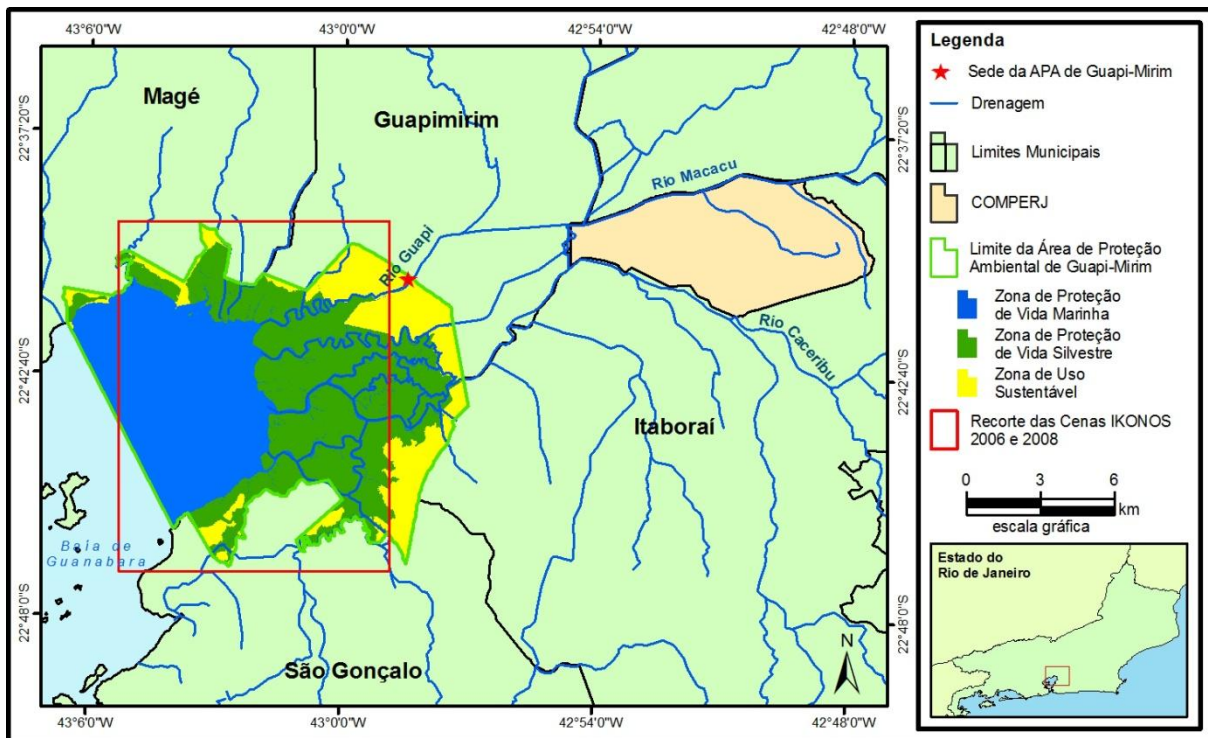 43°6'0"W
43°0'0"W
42°54'0"W
42°48'0"W
22°37'20"S
22°42'40"S
22°48'0"S
22°37'20"S
22°42'40"S
22°48'0"S
43°6'0"W
43°0'0"W
42°54'0"W
42°48'0"W
Magé
Guapimirim
Rio Macacu
Rio Guapi
Rio Caceribu
Itaboraí
Baía de
Guanabara
São Gonçalo
N
Legenda
Sede da APA de Guapi-Mirim
Drenagem
Limites Municipais
COMPERJ
Limite da Área de Proteção
Ambiental de Guapi-Mirim
Zona de Proteção
de Vida Marinha
Zona de Proteção
de Vida Silvestre
Zona de Uso
Sustentável
Recorte das Cenas IKONOS
2006 e 2008
0 3 6
km
escala gráfica
Estado do
Rio de Janeiro